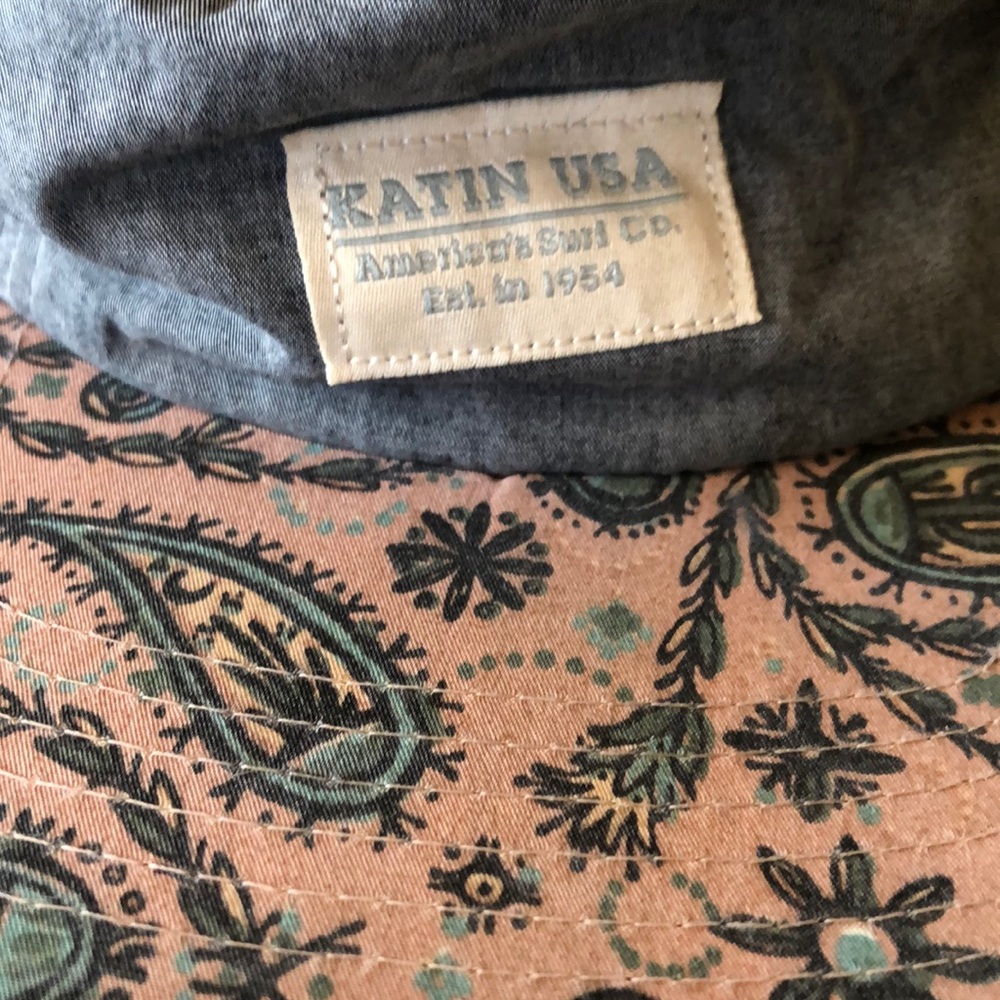 KATIN USA
America's Surf Co.
Est. in 1954